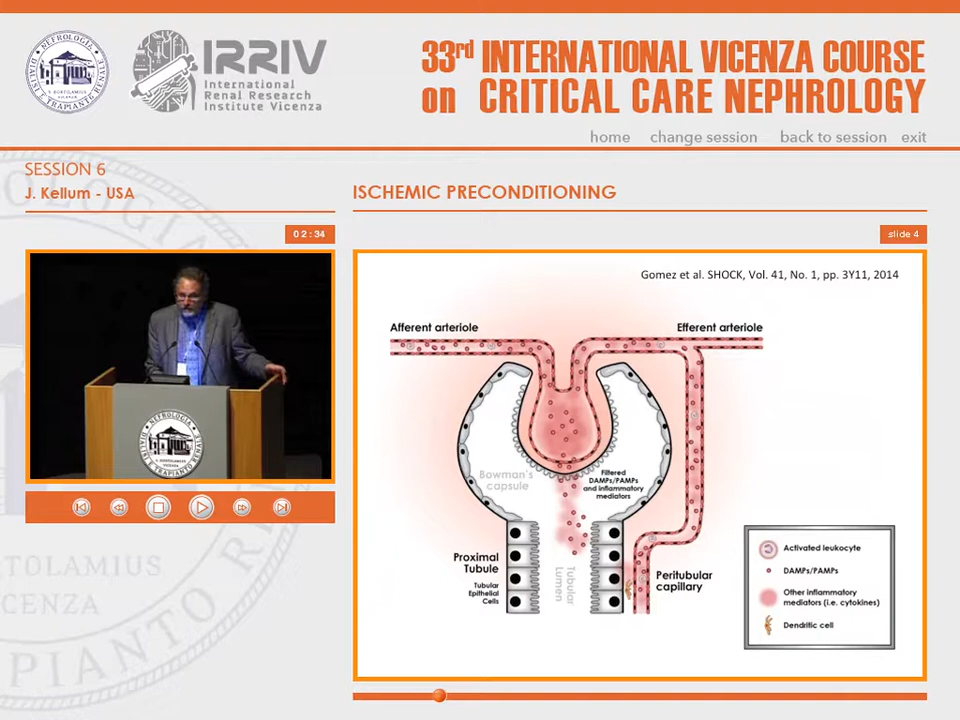 33rd INTERNATIONAL VICENZA COURSE
on CRITICAL CARE NEPHROLOGY
IRRIV
International
Renal Research
Institute Vicenza
home change session back to session exit
SESSION 6
J. Kellum - USA
ISCHEMIC PRECONDITIONING
02:34
slide 4
Gomez et al. SHOCK, Vol. 41, No. 1, pp. 3Y11, 2014
Afferent arteriole
Efferent arteriole
Bowman's
capsule
Filtered
DAMPs/PAMPs
and inflammatory
mediators
Proximal
Tubule
Tubular
Epithelial
Cells
Tubular
Lumen
Peritubular
capillary
Activated leukocyte
DAMPs/PAMPs
Other inflammatory
mediators (i.e. cytokines)
Dendritic cell